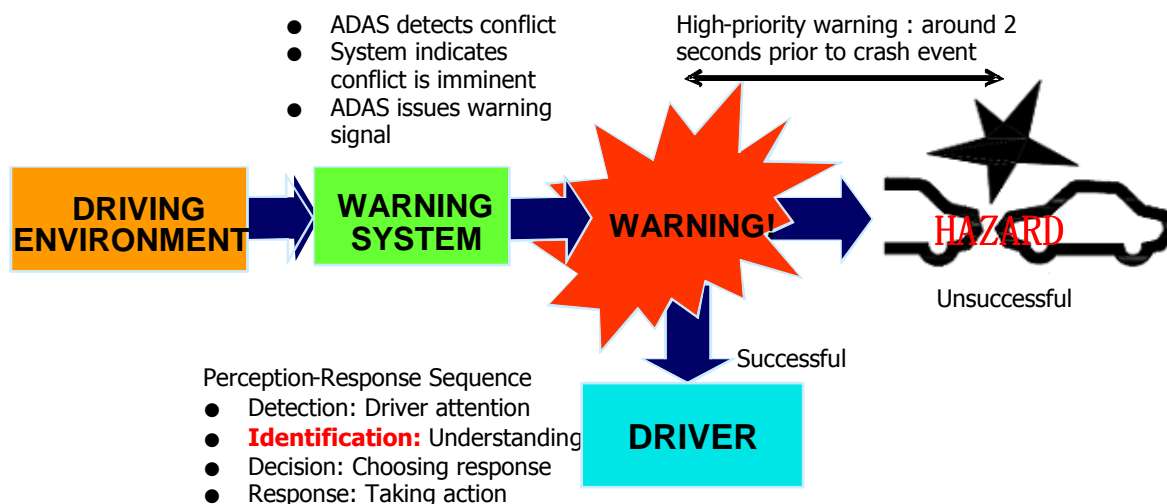 ● ADAS detects conflict
● System indicates
conflict is imminent
● ADAS issues warning
signal
High-priority warning : around 2
seconds prior to crash event
DRIVING
ENVIRONMENT
WARNING
SYSTEM
WARNING!
HAZARD
Unsuccessful
Successful
Perception-Response Sequence
● Detection: Driver attention
● Identification: Understanding
● Decision: Choosing response
● Response: Taking action
DRIVER